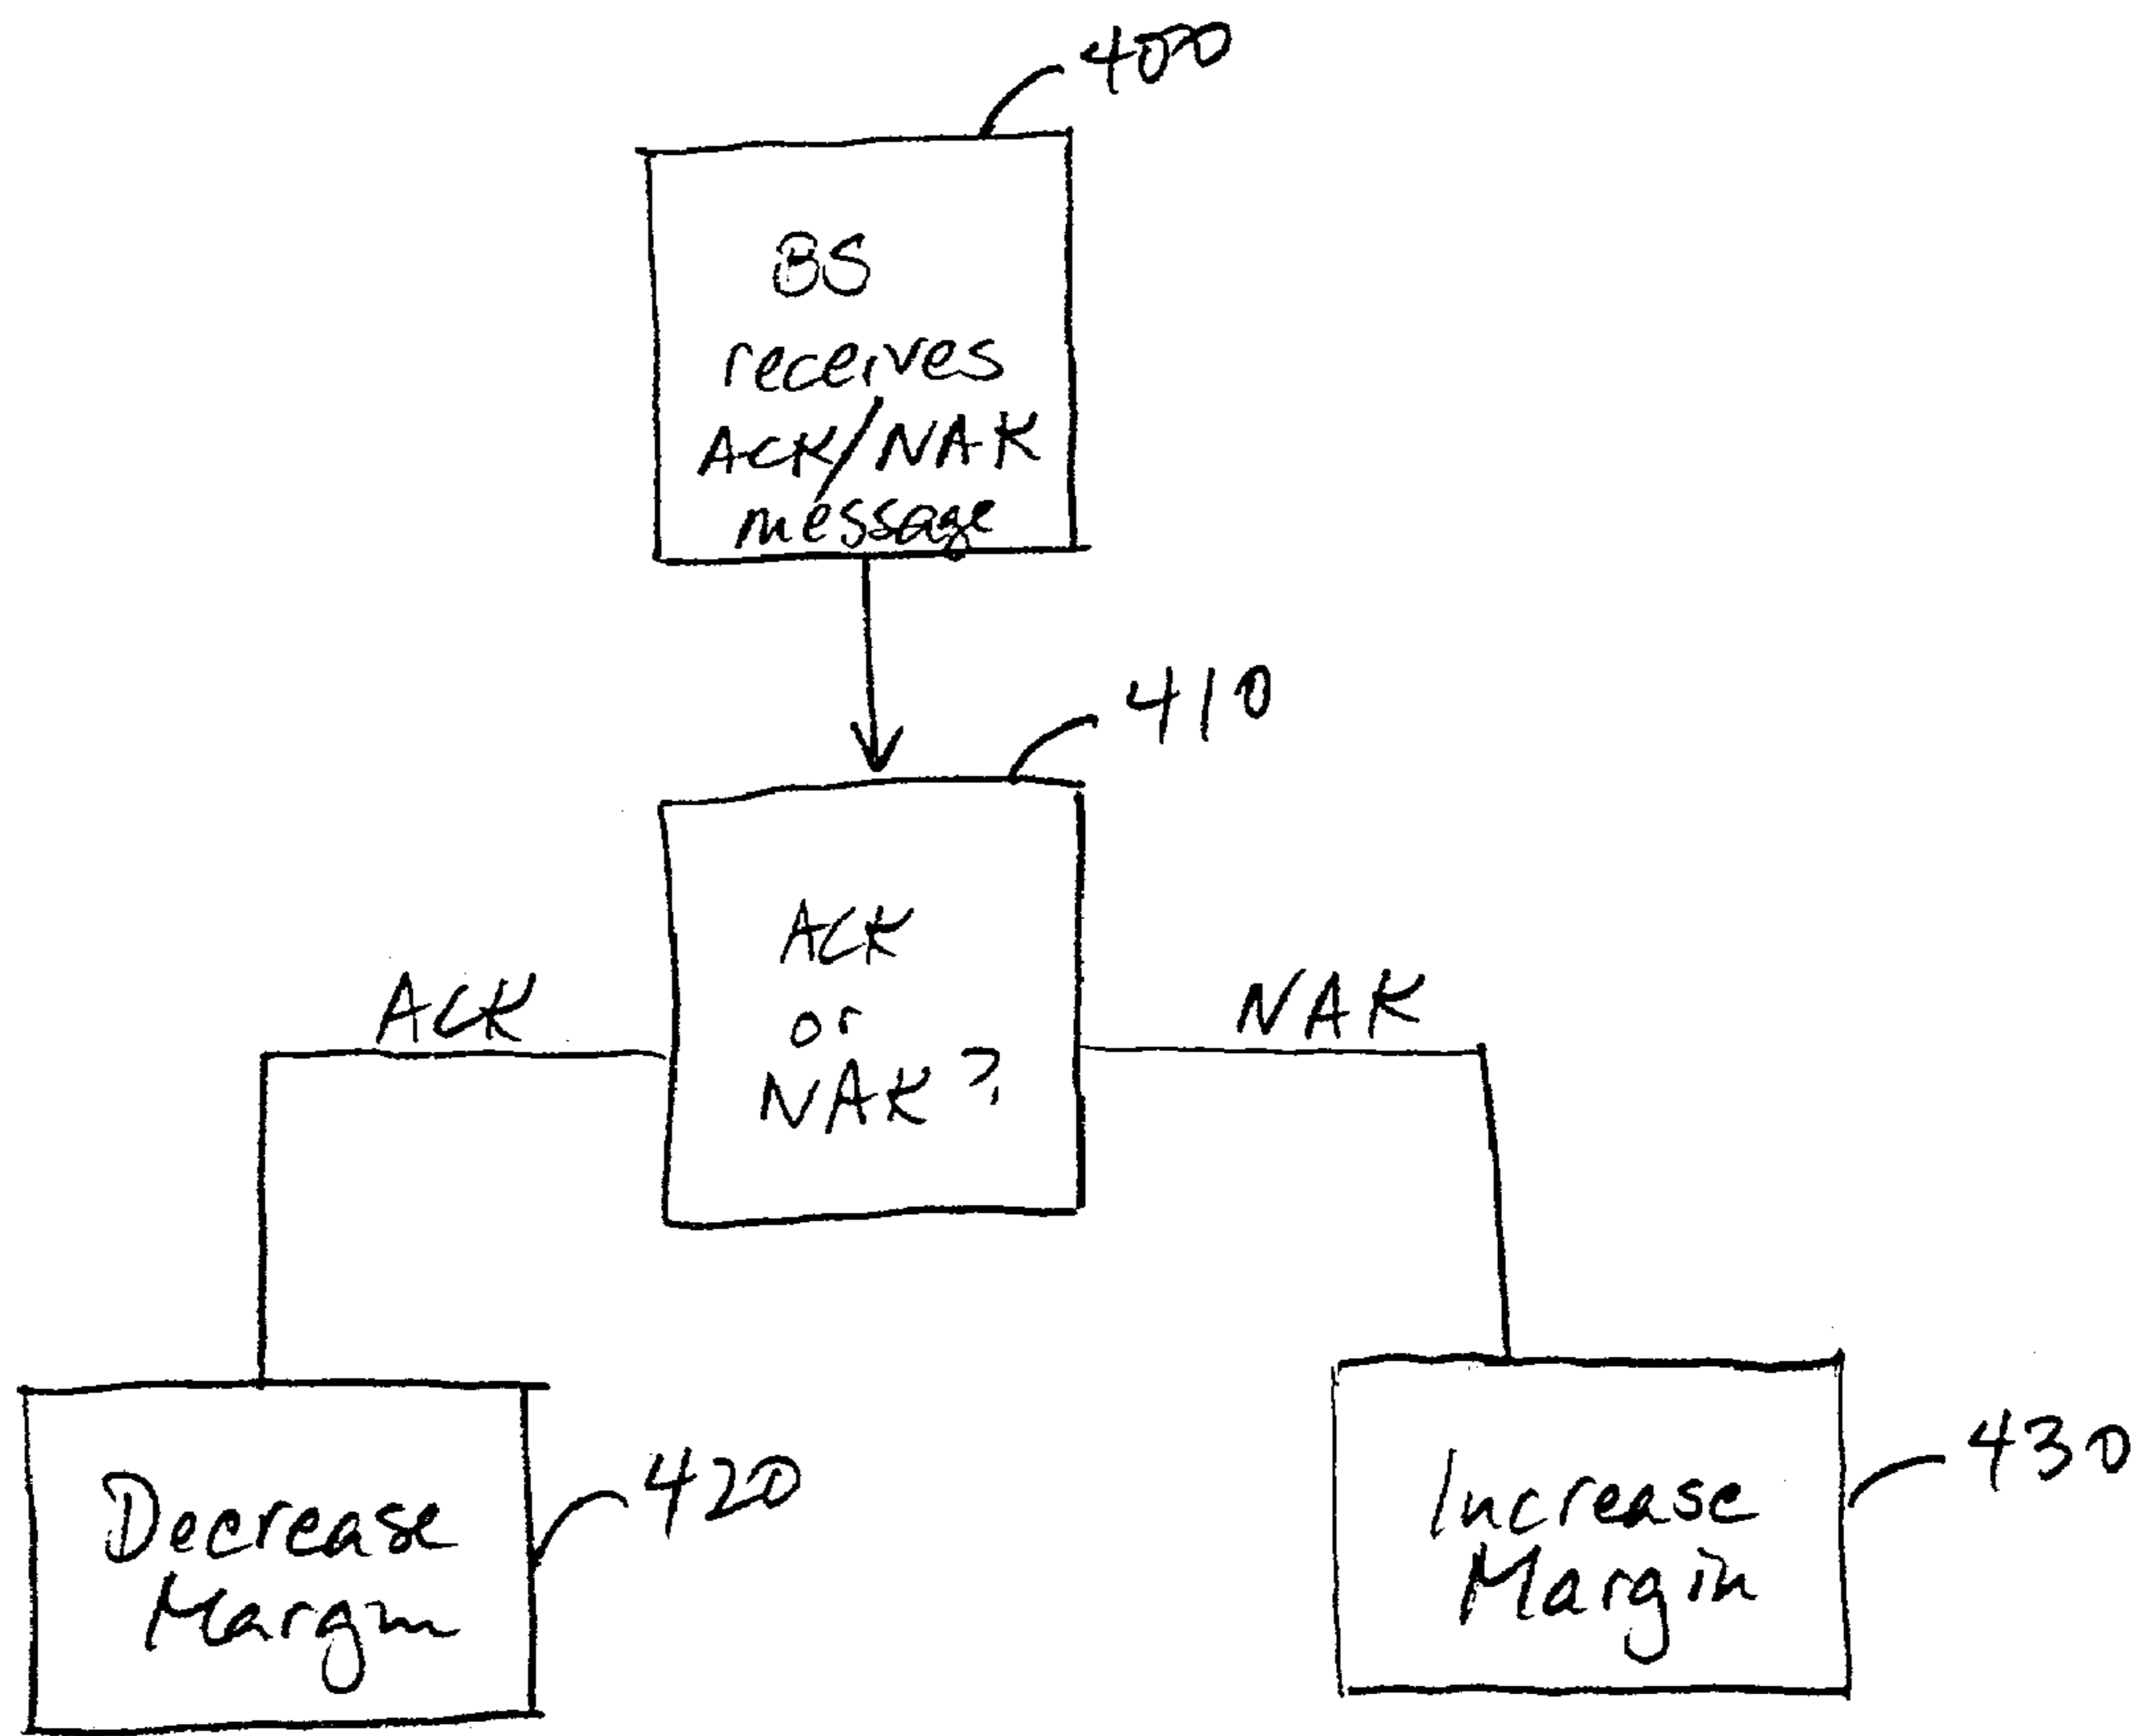 400
BS
receives
ACK/NAK
message
410
ACK
or
NAK?
ACK
NAK
Decrease
Margin
420
Increase
Margin
430